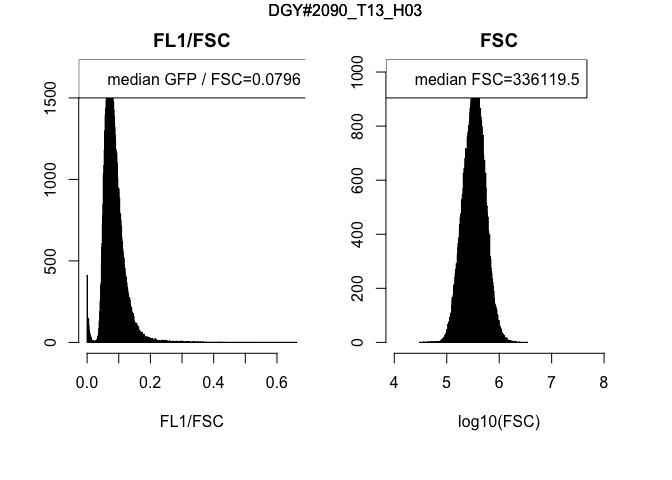 DGY#2090_T13_H03
FL1/FSC
median GFP / FSC=0.0796
0
500
1000
1500
0.0 0.2 0.4 0.6
FL1/FSC
FSC
median FSC=336119.5
0
200
400
600
800
1000
4 5 6 7 8
log10(FSC)